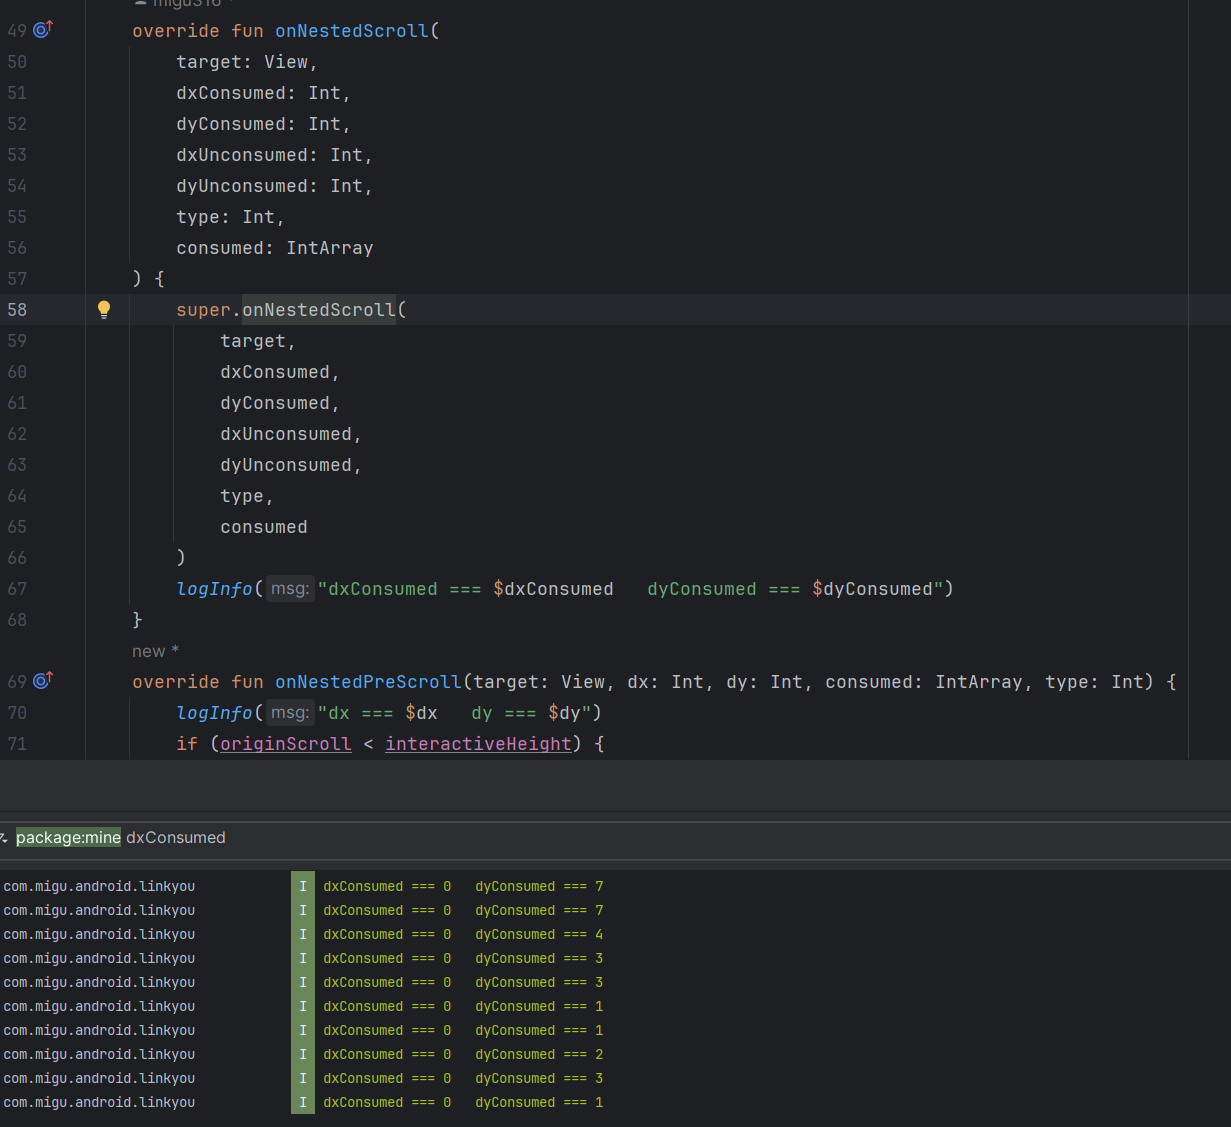 migu316
49 override fun onNestedScroll(
50 target: View,
51 dxConsumed: Int,
52 dyConsumed: Int,
53 dxUnconsumed: Int,
54 dyUnconsumed: Int,
55 type: Int,
56 consumed: IntArray
57 ) {
58 super.onNestedScroll(
59 target,
60 dxConsumed,
61 dyConsumed,
62 dxUnconsumed,
63 dyUnconsumed,
64 type,
65 consumed
66 )
67 logInfo( msg: "dxConsumed === $dxConsumed   dyConsumed === $dyConsumed")
68 }
new *
69 override fun onNestedPreScroll(target: View, dx: Int, dy: Int, consumed: IntArray, type: Int) {
70 logInfo( msg: "dx === $dx   dy === $dy")
71 if (originScroll < interactiveHeight) {
package:mine dxConsumed
com.migu.android.linkyou I dxConsumed === 0   dyConsumed === 7
com.migu.android.linkyou I dxConsumed === 0   dyConsumed === 7
com.migu.android.linkyou I dxConsumed === 0   dyConsumed === 4
com.migu.android.linkyou I dxConsumed === 0   dyConsumed === 3
com.migu.android.linkyou I dxConsumed === 0   dyConsumed === 3
com.migu.android.linkyou I dxConsumed === 0   dyConsumed === 1
com.migu.android.linkyou I dxConsumed === 0   dyConsumed === 1
com.migu.android.linkyou I dxConsumed === 0   dyConsumed === 2
com.migu.android.linkyou I dxConsumed === 0   dyConsumed === 3
com.migu.android.linkyou I dxConsumed === 0   dyConsumed === 1